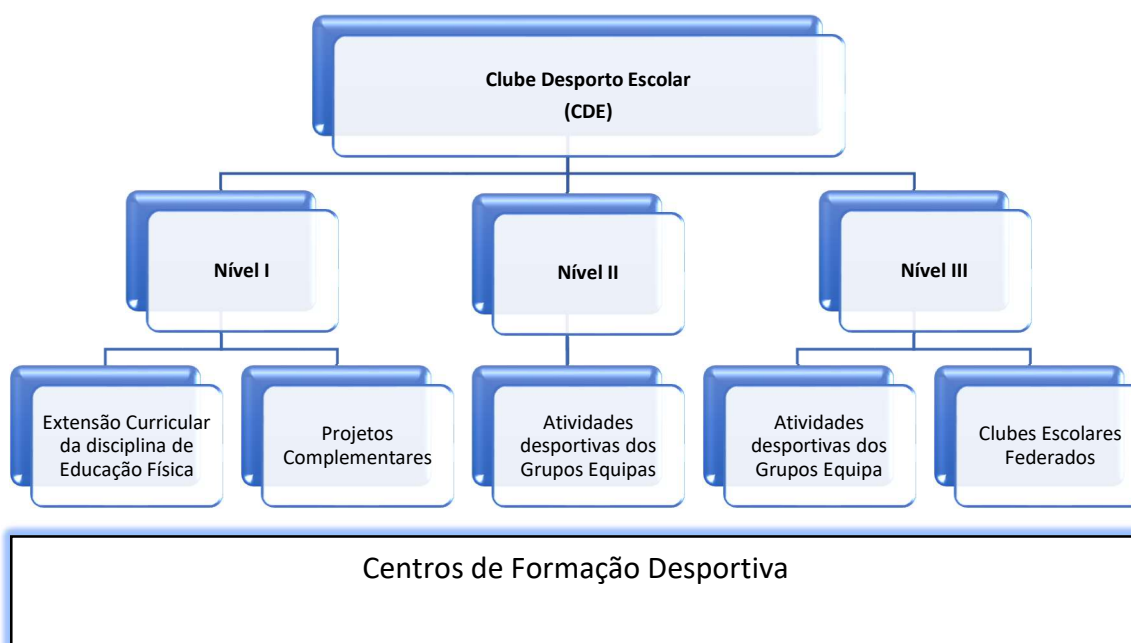 Clube Desporto Escolar
(CDE)
Nível I
Nível II
Nível III
Extensão Curricular
da disciplina de
Educação Física
Projetos
Complementares
Atividades
desportivas dos
Grupos Equipas
Atividades
desportivas dos
Grupos Equipa
Clubes Escolares
Federados
Centros de Formação Desportiva